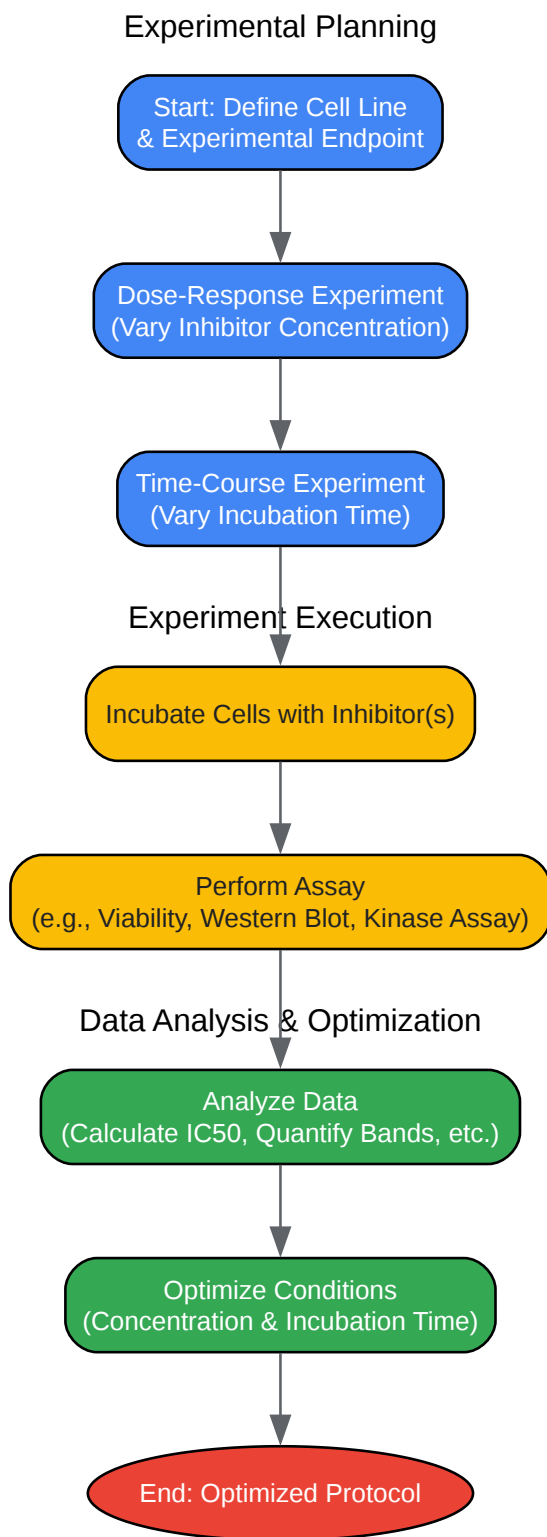 Experimental Planning
Start: Define Cell Line
& Experimental Endpoint
Dose-Response Experiment
(Vary Inhibitor Concentration)
Time-Course Experiment
(Vary Incubation Time)
Experiment Execution
Incubate Cells with Inhibitor(s)
Perform Assay
(e.g., Viability, Western Blot, Kinase Assay)
Data Analysis & Optimization
Analyze Data
(Calculate IC50, Quantify Bands, etc.)
Optimize Conditions
(Concentration & Incubation Time)
End: Optimized Protocol